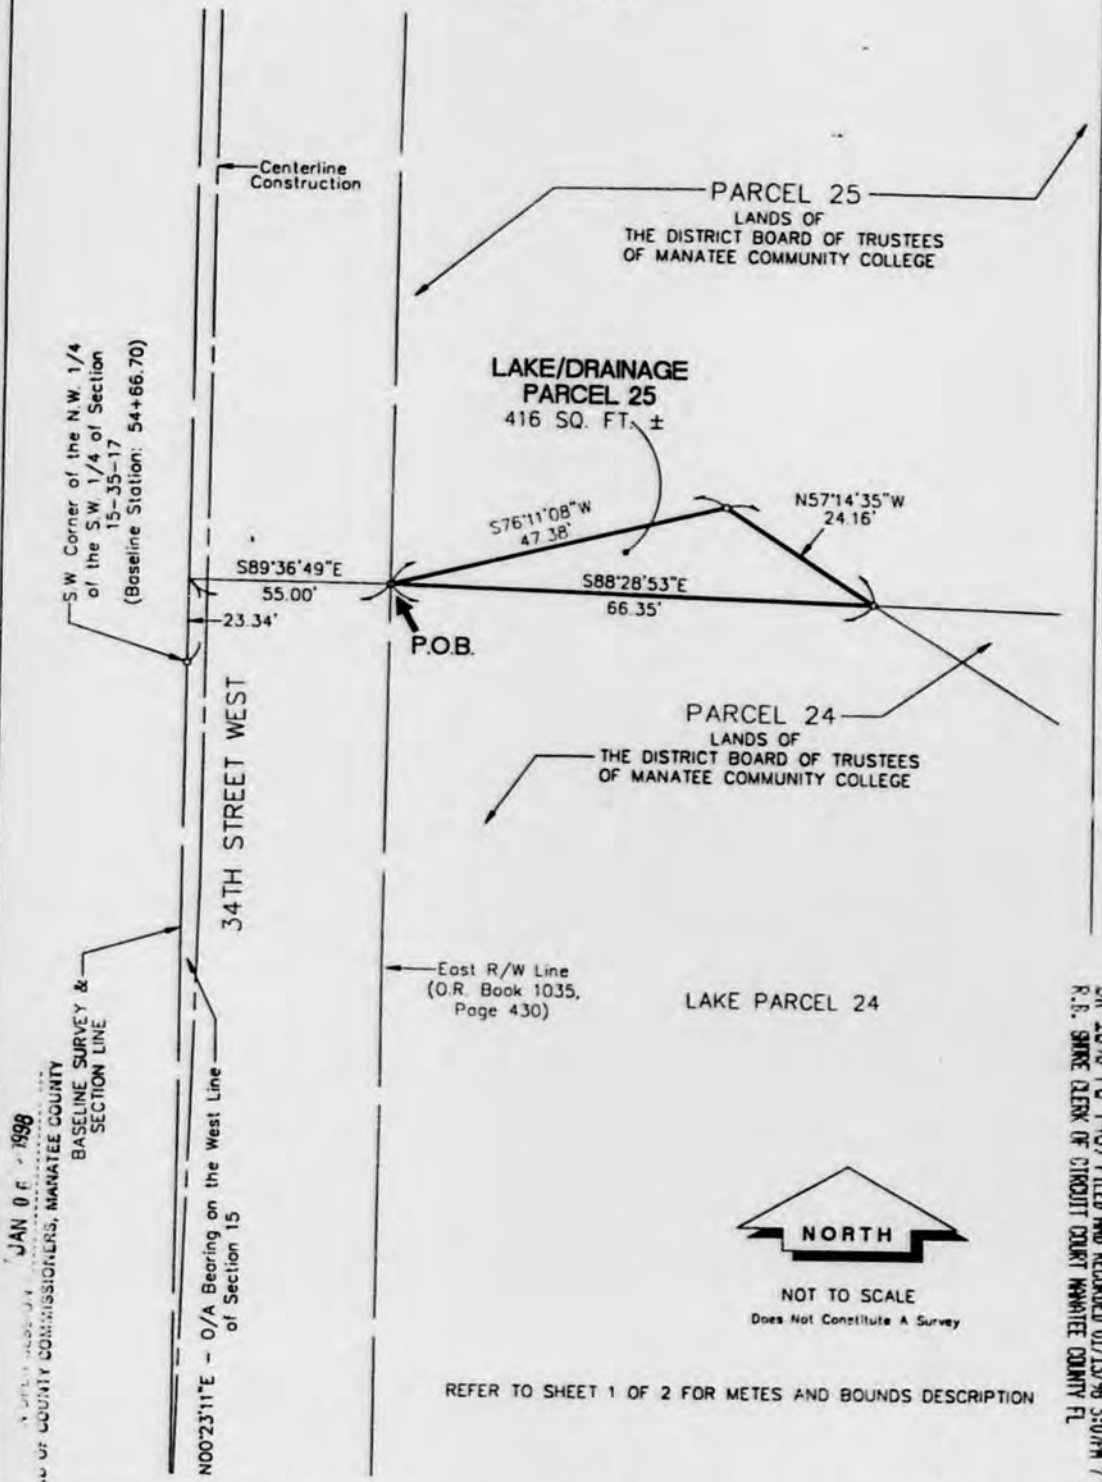 Centerline
Construction
PARCEL 25
LANDS OF
THE DISTRICT BOARD OF TRUSTEES
OF MANATEE COMMUNITY COLLEGE
S.W. Corner of the N.W. 1/4
of the S.W. 1/4 of Section
15-35-17
(Baseline Station: 54+66.70)
LAKE/DRAINAGE
PARCEL 25
416 SQ. FT. ±
S76°11'08"W
47.38'
N57°14'35"W
24.16'
S89°36'49"E
55.00'
S88°28'53"E
66.35'
23.34'
P.O.B.
34TH STREET WEST
PARCEL 24
LANDS OF
THE DISTRICT BOARD OF TRUSTEES
OF MANATEE COMMUNITY COLLEGE
East R/W Line
(O.R. Book 1035,
Page 430)
LAKE PARCEL 24
BASELINE SURVEY &
SECTION LINE
N00°23'11"E - O/A Bearing on the West Line
of Section 15
JAN 06 1998
OF COUNTY COMMISSIONERS, MANATEE COUNTY
NORTH
NOT TO SCALE
Does Not Constitute A Survey
REFER TO SHEET 1 OF 2 FOR METES AND BOUNDS DESCRIPTION
FILED AND RECORDED
R.B. SHORE CLERK OF CIRCUIT COURT MANATEE COUNTY FL